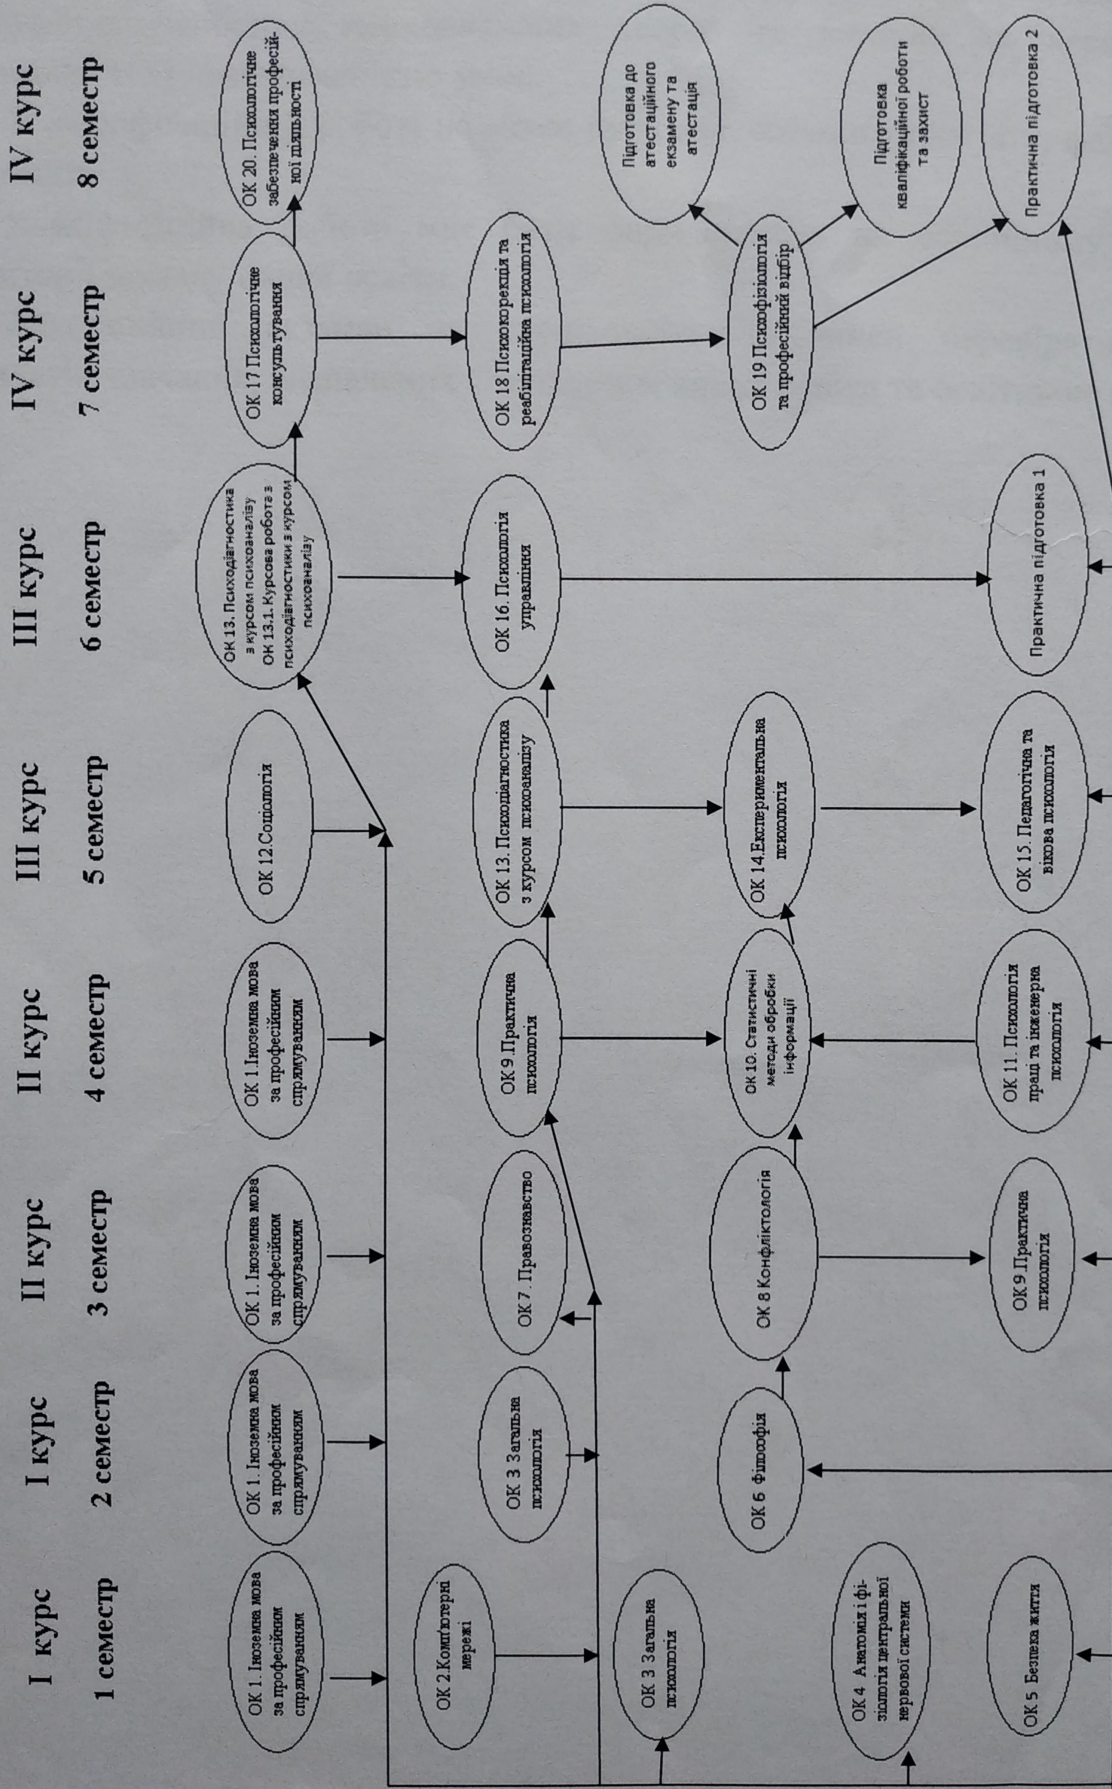 I курс
1 семестр
I курс
2 семестр
II курс
3 семестр
II курс
4 семестр
III курс
5 семестр
III курс
6 семестр
IV курс
7 семестр
IV курс
8 семестр
ОК 1. Іноземна мова
за професійним
спрямуванням
ОК 1. Іноземна мова
за професійним
спрямуванням
ОК 1. Іноземна мова
за професійним
спрямуванням
ОК 1.Іноземна мова
за професійним
спрямуванням
ОК 12.Соціологія
ОК 13. Психодіагностика
з курсом психоаналізу
ОК 13.1. Курсова робота з
психодіагностики з курсом
психоаналізу
ОК 17 Психологічне
консультування
ОК 20. Психологічне
забезпечення професій-
ної діяльності
ОК 2.Комп'ютерні
мережі
ОК 3 Загальна
психологія
ОК 7 . Правознавство
ОК 9.Практична
психологія
ОК 13. Психодіагностика
з курсом психоаналізу
ОК 16. Психологія
управління
ОК 18 Психокорекція та
реабілітаційна психологія
ОК 3 Загальна
психологія
ОК 6 Філософія
ОК 8 Конфліктологія
ОК 10. Статистичні
методи обробки
інформації
ОК 14.Експериментальна
психологія
ОК 19 Психофізіологія
та професійний відбір
Підготовка до
атестаційного
екзамену та
атестація
ОК 4 Анатомія і фі-
зіологія центральної
нервової системи
Підготовка
кваліфікаційної роботи
та захист
ОК 5 Безпека життя
ОК 9.Практична
психологія
ОК 11. Психологія
праці та інженерна
психологія
ОК 15. Педагогічна та
вікова психологія
Практична підготовка 1
Практична підготовка 2